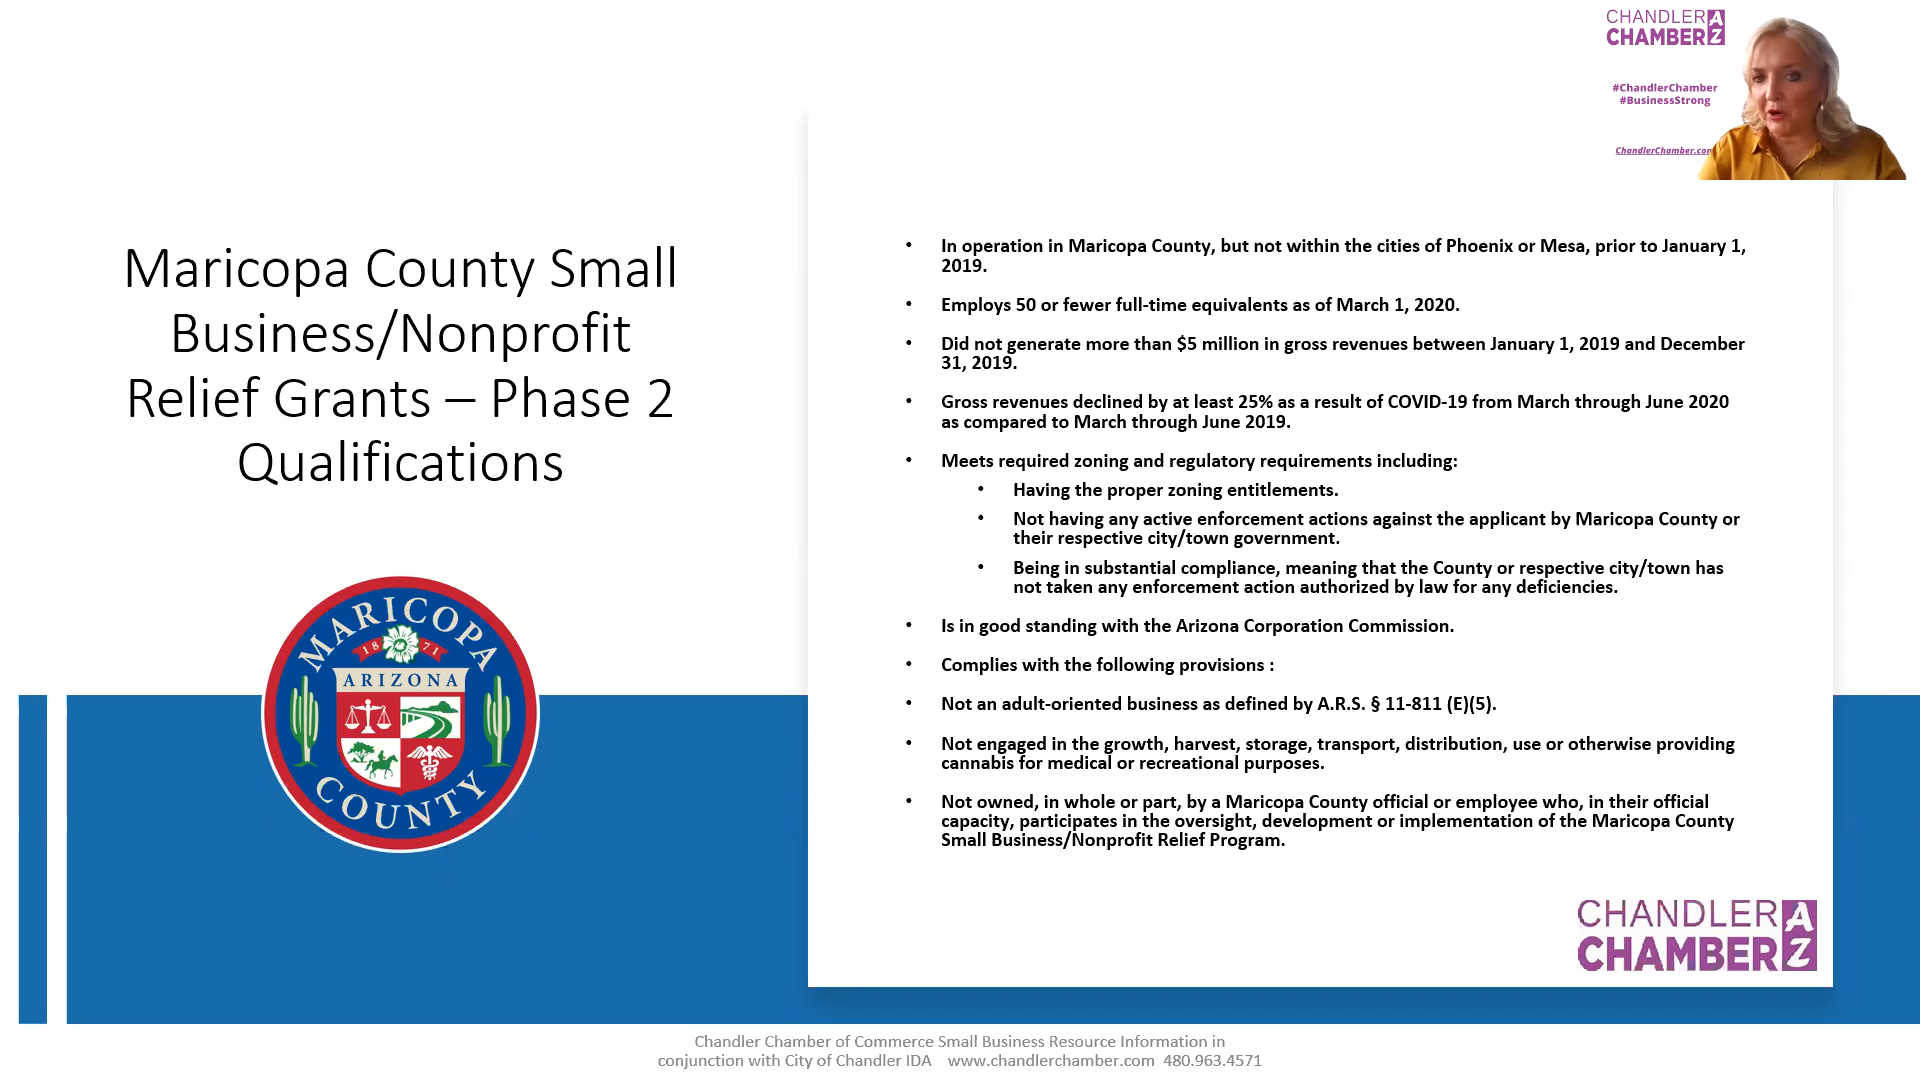 CHANDLER AZ
CHAMBER
#ChandlerChamber
#BusinessStrong
ChandlerChamber.com
Maricopa County Small
Business/Nonprofit
Relief Grants – Phase 2
Qualifications
MARICOPA
1871
ARIZONA
COUNTY
• In operation in Maricopa County, but not within the cities of Phoenix or Mesa, prior to January 1,
2019.
• Employs 50 or fewer full-time equivalents as of March 1, 2020.
• Did not generate more than $5 million in gross revenues between January 1, 2019 and December
31, 2019.
• Gross revenues declined by at least 25% as a result of COVID-19 from March through June 2020
as compared to March through June 2019.
• Meets required zoning and regulatory requirements including:
• Having the proper zoning entitlements.
• Not having any active enforcement actions against the applicant by Maricopa County or
their respective city/town government.
• Being in substantial compliance, meaning that the County or respective city/town has
not taken any enforcement action authorized by law for any deficiencies.
• Is in good standing with the Arizona Corporation Commission.
• Complies with the following provisions :
• Not an adult-oriented business as defined by A.R.S. § 11-811 (E)(5).
• Not engaged in the growth, harvest, storage, transport, distribution, use or otherwise providing
cannabis for medical or recreational purposes.
• Not owned, in whole or part, by a Maricopa County official or employee who, in their official
capacity, participates in the oversight, development or implementation of the Maricopa County
Small Business/Nonprofit Relief Program.
CHANDLER AZ
CHAMBER
Chandler Chamber of Commerce Small Business Resource Information in
conjunction with City of Chandler IDA www.chandlerchamber.com 480.963.4571